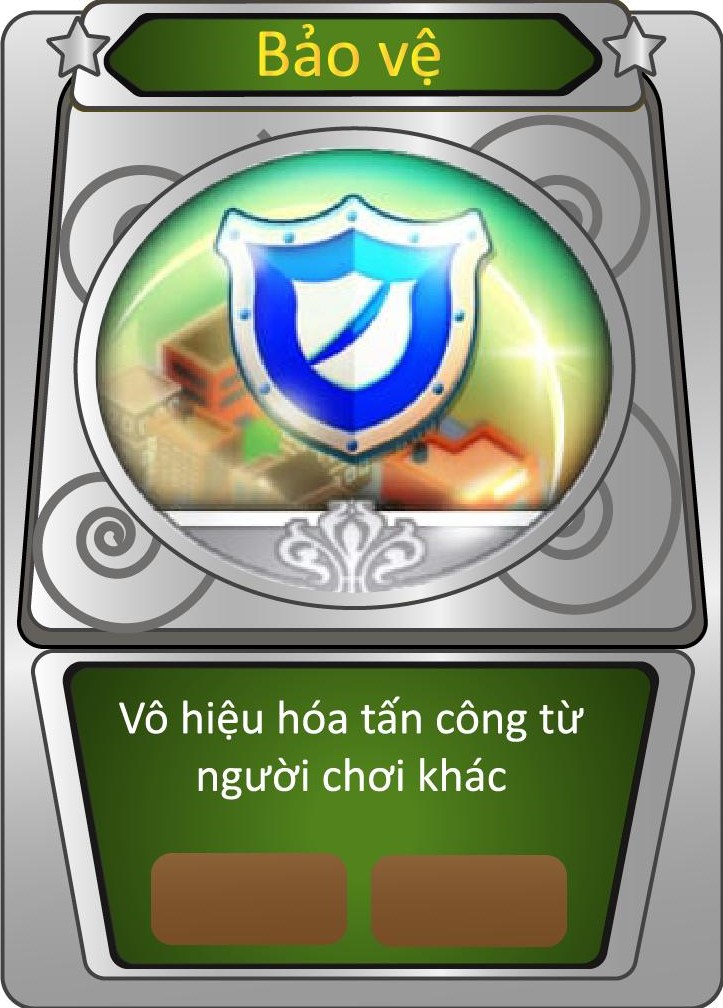 Bảo vệ
Vô hiệu hóa tấn công từ
người chơi khác